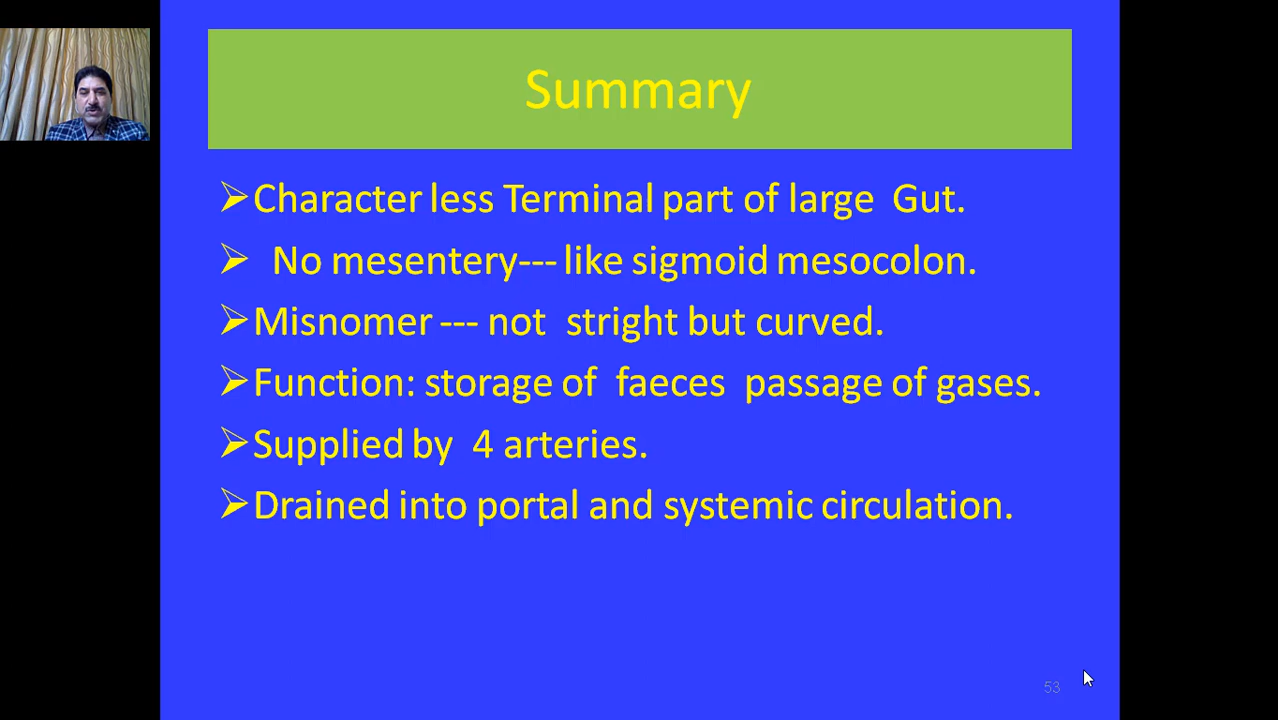 Summary
Character less Terminal part of large Gut.
No mesentery--- like sigmoid mesocolon.
Misnomer --- not stright but curved.
Function: storage of faeces passage of gases.
Supplied by 4 arteries.
Drained into portal and systemic circulation.
53